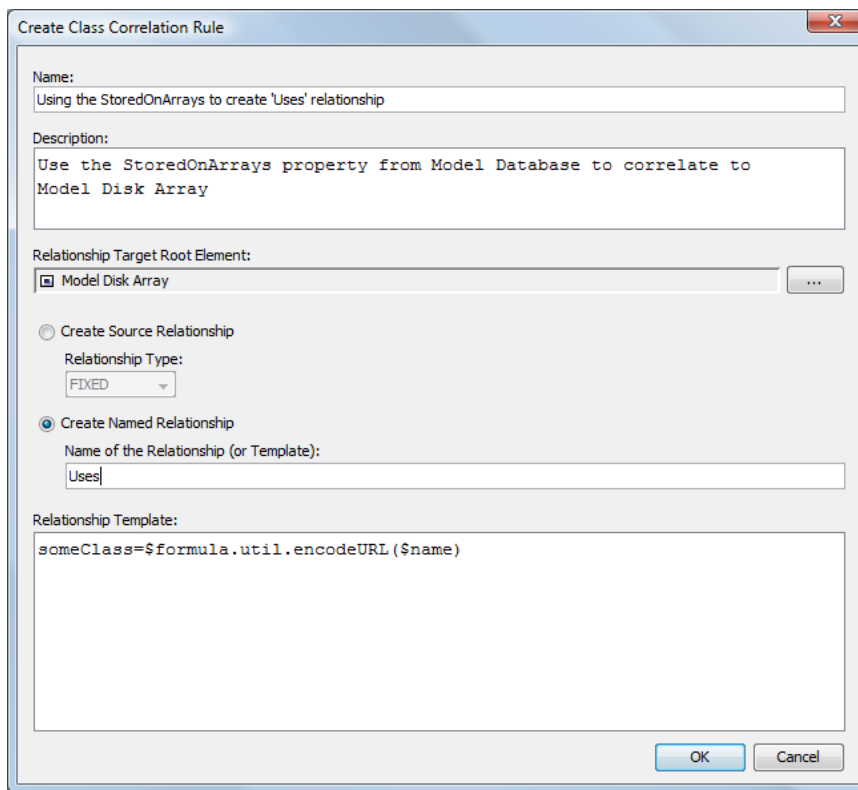 Create Class Correlation Rule
X
Name:
Using the StoredOnArrays to create 'Uses' relationship
Description:
Use the StoredOnArrays property from Model Database to correlate to
Model Disk Array
Relationship Target Root Element:
Model Disk Array
...
Create Source Relationship
Relationship Type:
FIXED
Create Named Relationship
Name of the Relationship (or Template):
Uses
Relationship Template:
someClass=$formula.util.encodeURL($name)
OK
Cancel